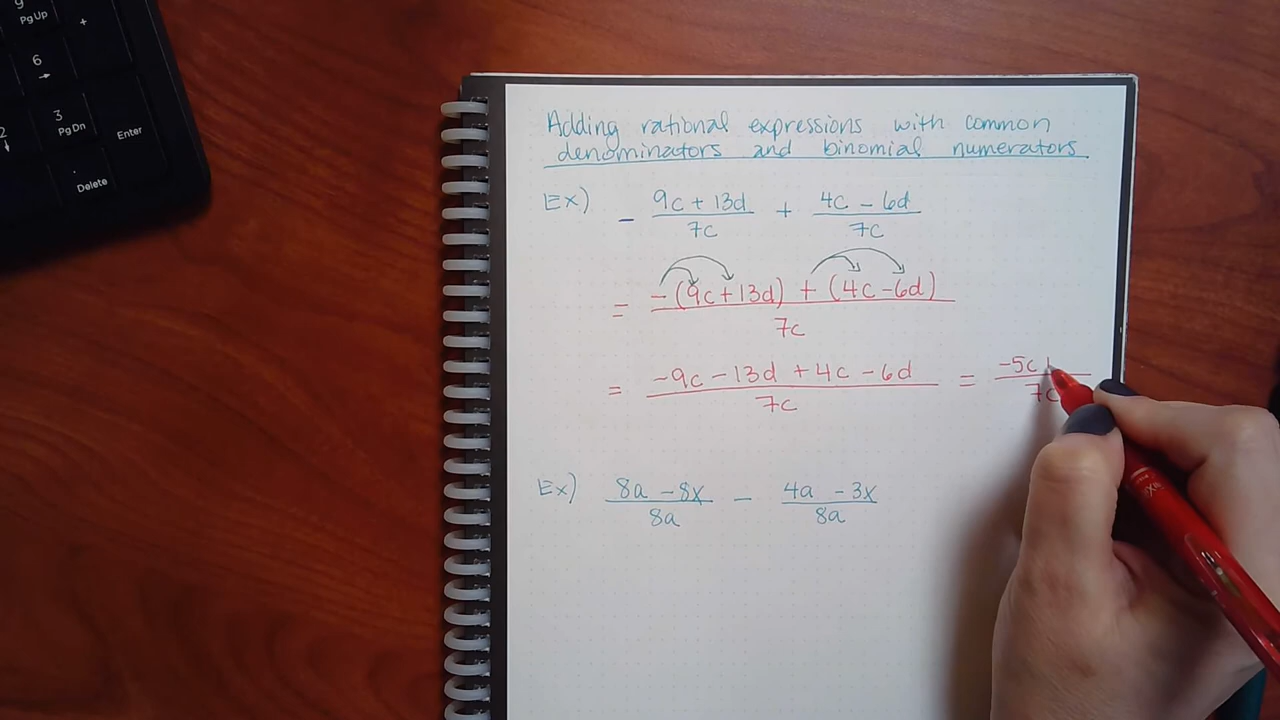 9
PgUp
+
6
→
2
↓
3
PgDn
Enter
.
Delete
Adding rational expressions with common
denominators and binomial numerators
Ex) - (9c + 13d)/(7c) + (4c - 6d)/(7c)
= (-(9c+13d) + (4c-6d))/(7c)
= (-9c - 13d + 4c - 6d)/(7c) = (-5c)/(7c)
Ex) (8a - 8x)/(8a) - (4a - 3x)/(8a)